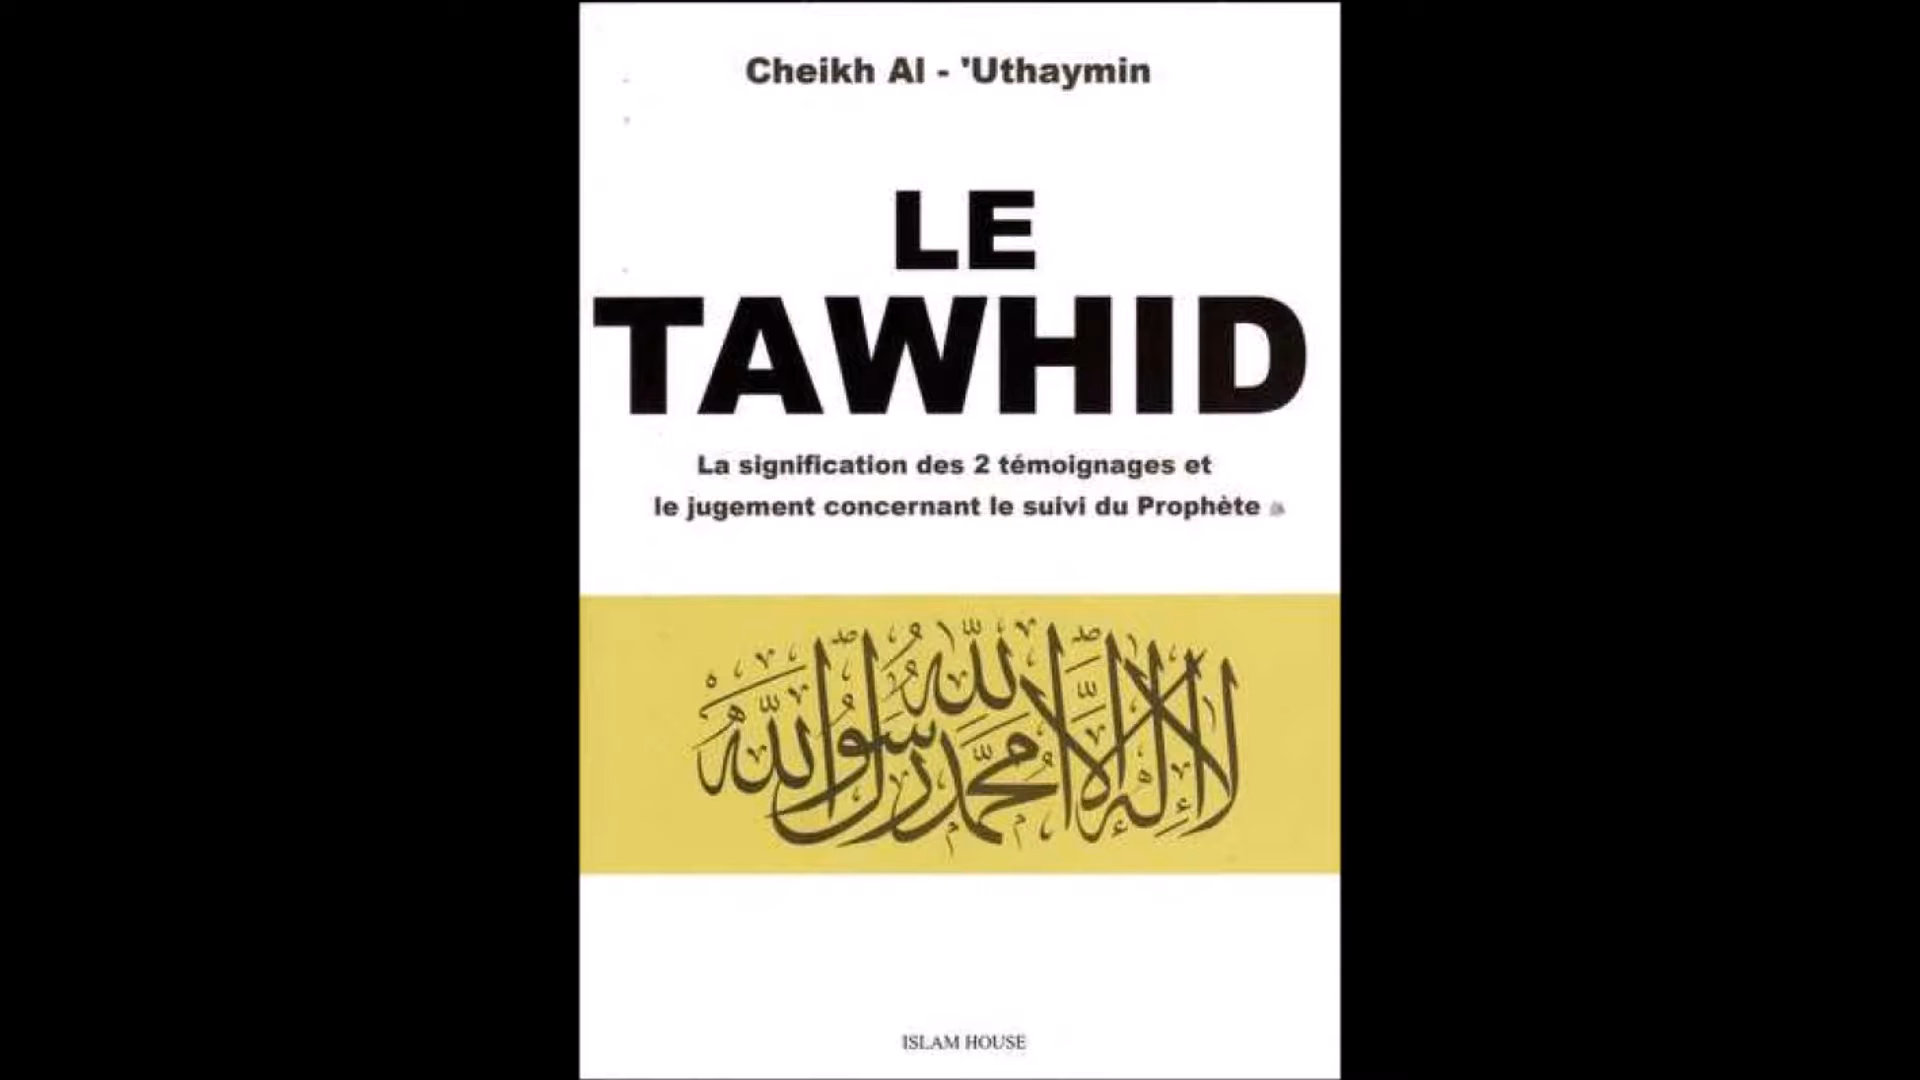 Cheikh Al - 'Uthaymin
LE
TAWHID
La signification des 2 témoignages et
le jugement concernant le suivi du Prophète
لا إله إلا الله محمد رسول الله
ISLAM HOUSE